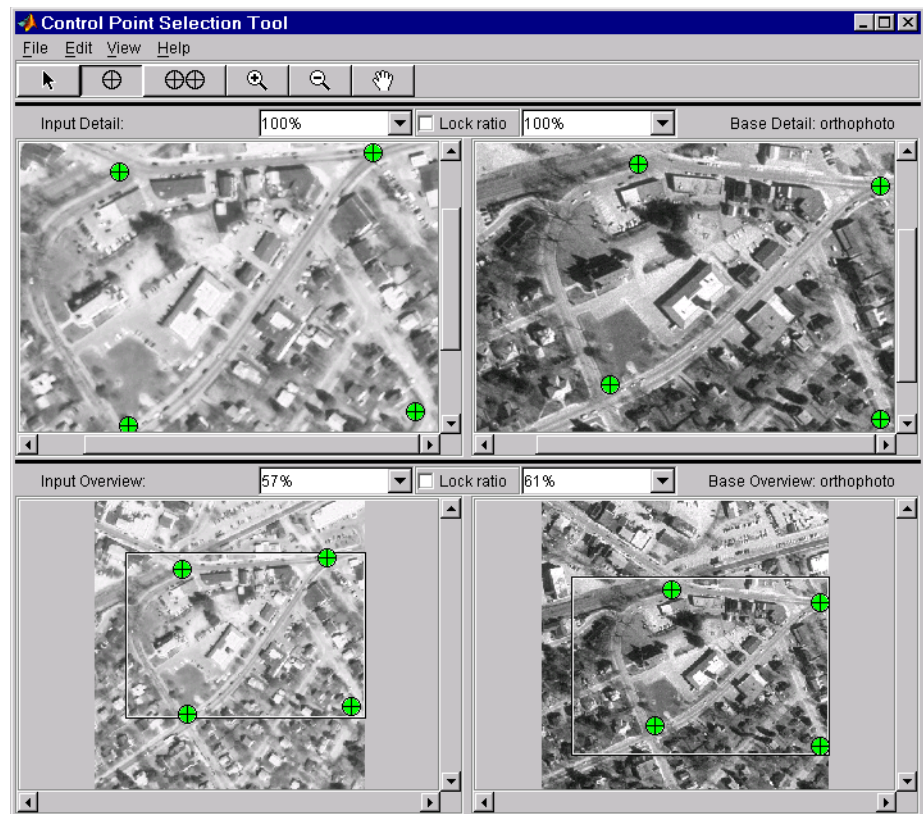 Control Point Selection Tool
File Edit View Help
Input Detail: 100% Lock ratio 100% Base Detail: orthophoto
Input Overview: 57% Lock ratio 61% Base Overview: orthophoto